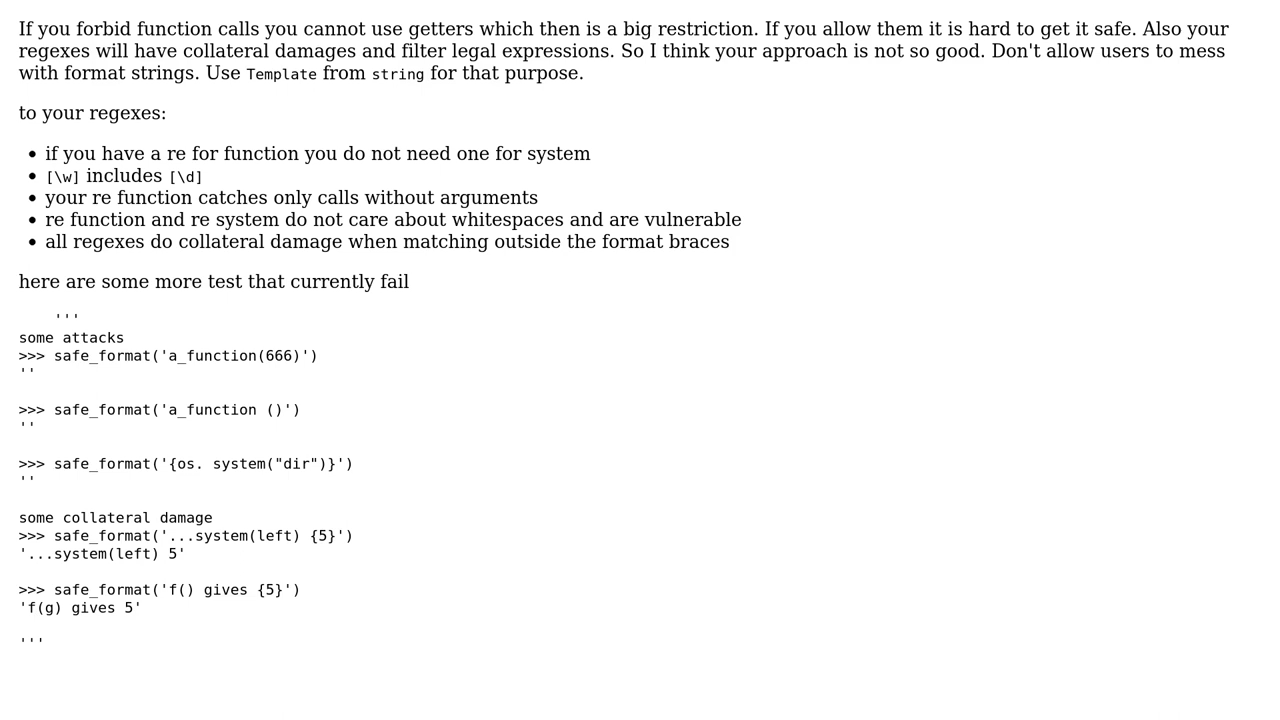 If you forbid function calls you cannot use getters which then is a big restriction. If you allow them it is hard to get it safe. Also your
regexes will have collateral damages and filter legal expressions. So I think your approach is not so good. Don't allow users to mess
with format strings. Use Template from string for that purpose.
to your regexes:
• if you have a re for function you do not need one for system
• [\w] includes [\d]
• your re function catches only calls without arguments
• re function and re system do not care about whitespaces and are vulnerable
• all regexes do collateral damage when matching outside the format braces
here are some more test that currently fail
'''
some attacks
>>> safe_format('a_function(666)')
''
>>> safe_format('a_function ()')
''
>>> safe_format('{os. system("dir")}')
''
some collateral damage
>>> safe_format('...system(left) {5}')
'...system(left) 5'
>>> safe_format('f() gives {5}')
'f(g) gives 5'
'''